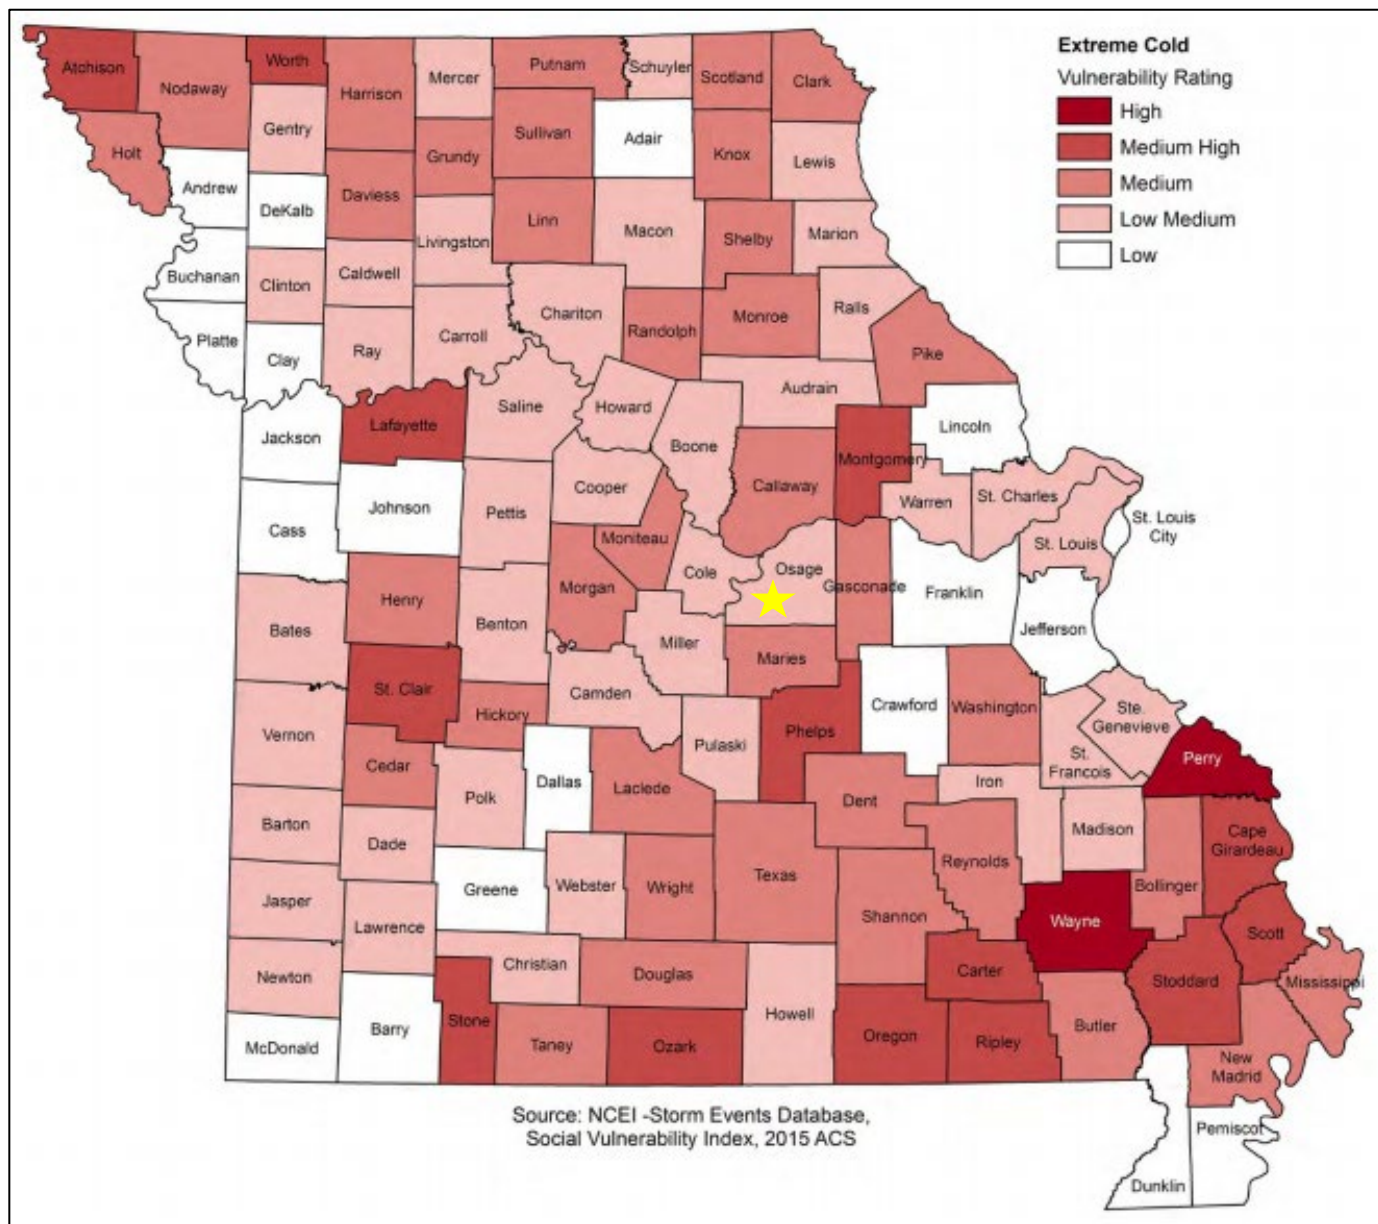 Extreme Cold
Vulnerability Rating
High
Medium High
Medium
Low Medium
Low
Atchison
Nodaway
Worth
Harrison
Mercer
Putnam
Schuyler
Scotland
Clark
Gentry
Holt
Andrew
DeKalb
Daviess
Grundy
Sullivan
Adair
Knox
Lewis
Buchanan
Clinton
Caldwell
Livingston
Linn
Macon
Shelby
Marion
Platte
Clay
Ray
Carroll
Chariton
Randolph
Monroe
Ralls
Pike
Jackson
Lafayette
Saline
Howard
Boone
Audrain
Lincoln
Cass
Johnson
Pettis
Cooper
Callaway
Montgomery
Warren
St. Charles
St. Louis
City
St. Louis
Bates
Henry
Benton
Morgan
Moniteau
Cole
Osage
Gasconade
Franklin
Jefferson
Vernon
St. Clair
Hickory
Camden
Miller
Maries
Crawford
Washington
Ste.
Genevieve
St.
Francois
Perry
Barton
Cedar
Polk
Dallas
Laclede
Pulaski
Phelps
Dent
Iron
Madison
Cape
Girardeau
Jasper
Dade
Greene
Webster
Wright
Texas
Reynolds
Bollinger
Newton
Lawrence
Christian
Douglas
Shannon
Wayne
Scott
Mississippi
McDonald
Barry
Stone
Taney
Ozark
Howell
Oregon
Carter
Ripley
Butler
Stoddard
New
Madrid
Pemiscot
Dunklin
Source: NCEI -Storm Events Database,
Social Vulnerability Index, 2015 ACS